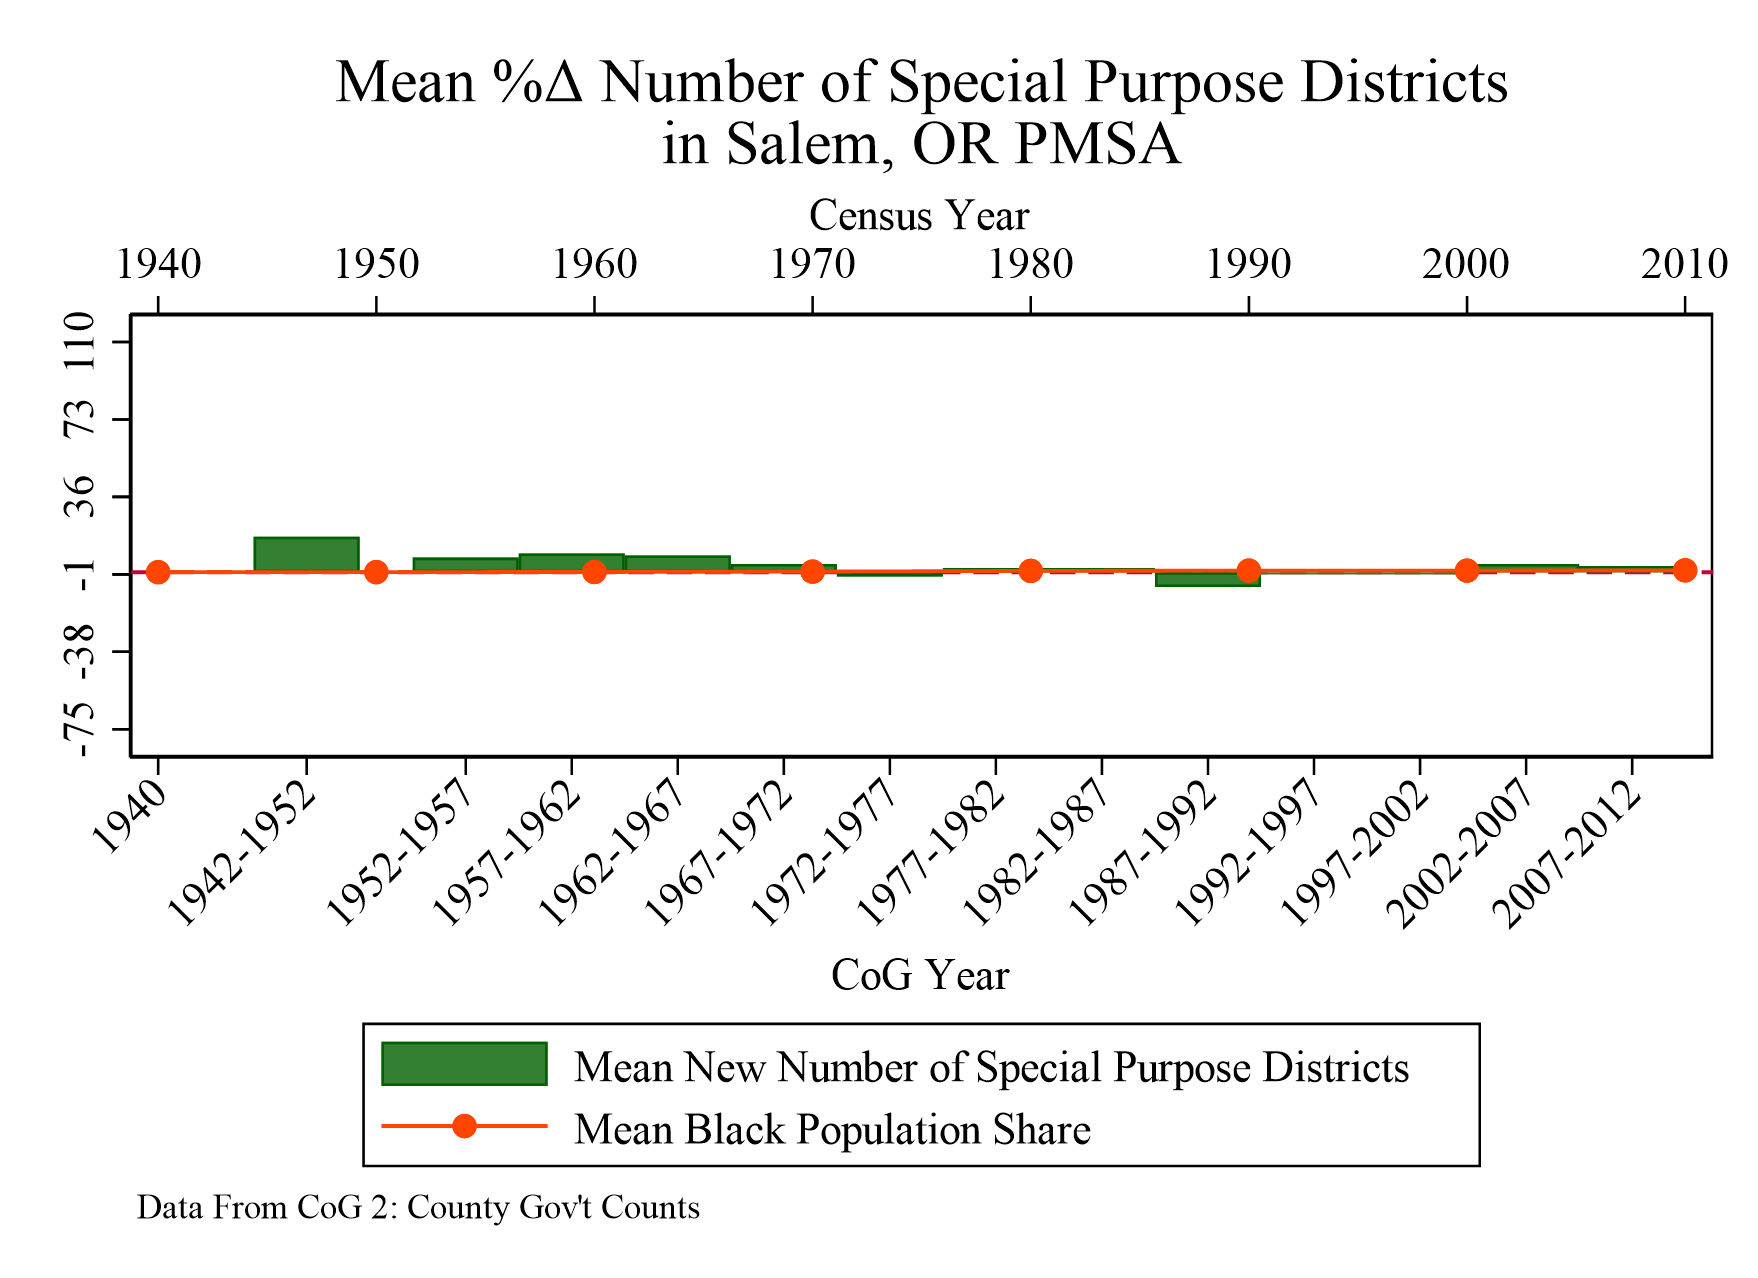 Mean %Δ Number of Special Purpose Districts
in Salem, OR PMSA
Census Year
1940 1950 1960 1970 1980 1990 2000 2010
110
73
36
-1
-38
-75
1940 1942-1952 1952-1957 1957-1962 1962-1967 1967-1972 1972-1977 1977-1982 1982-1987 1987-1992 1992-1997 1997-2002 2002-2007 2007-2012
CoG Year
Mean New Number of Special Purpose Districts
Mean Black Population Share
Data From CoG 2: County Gov't Counts